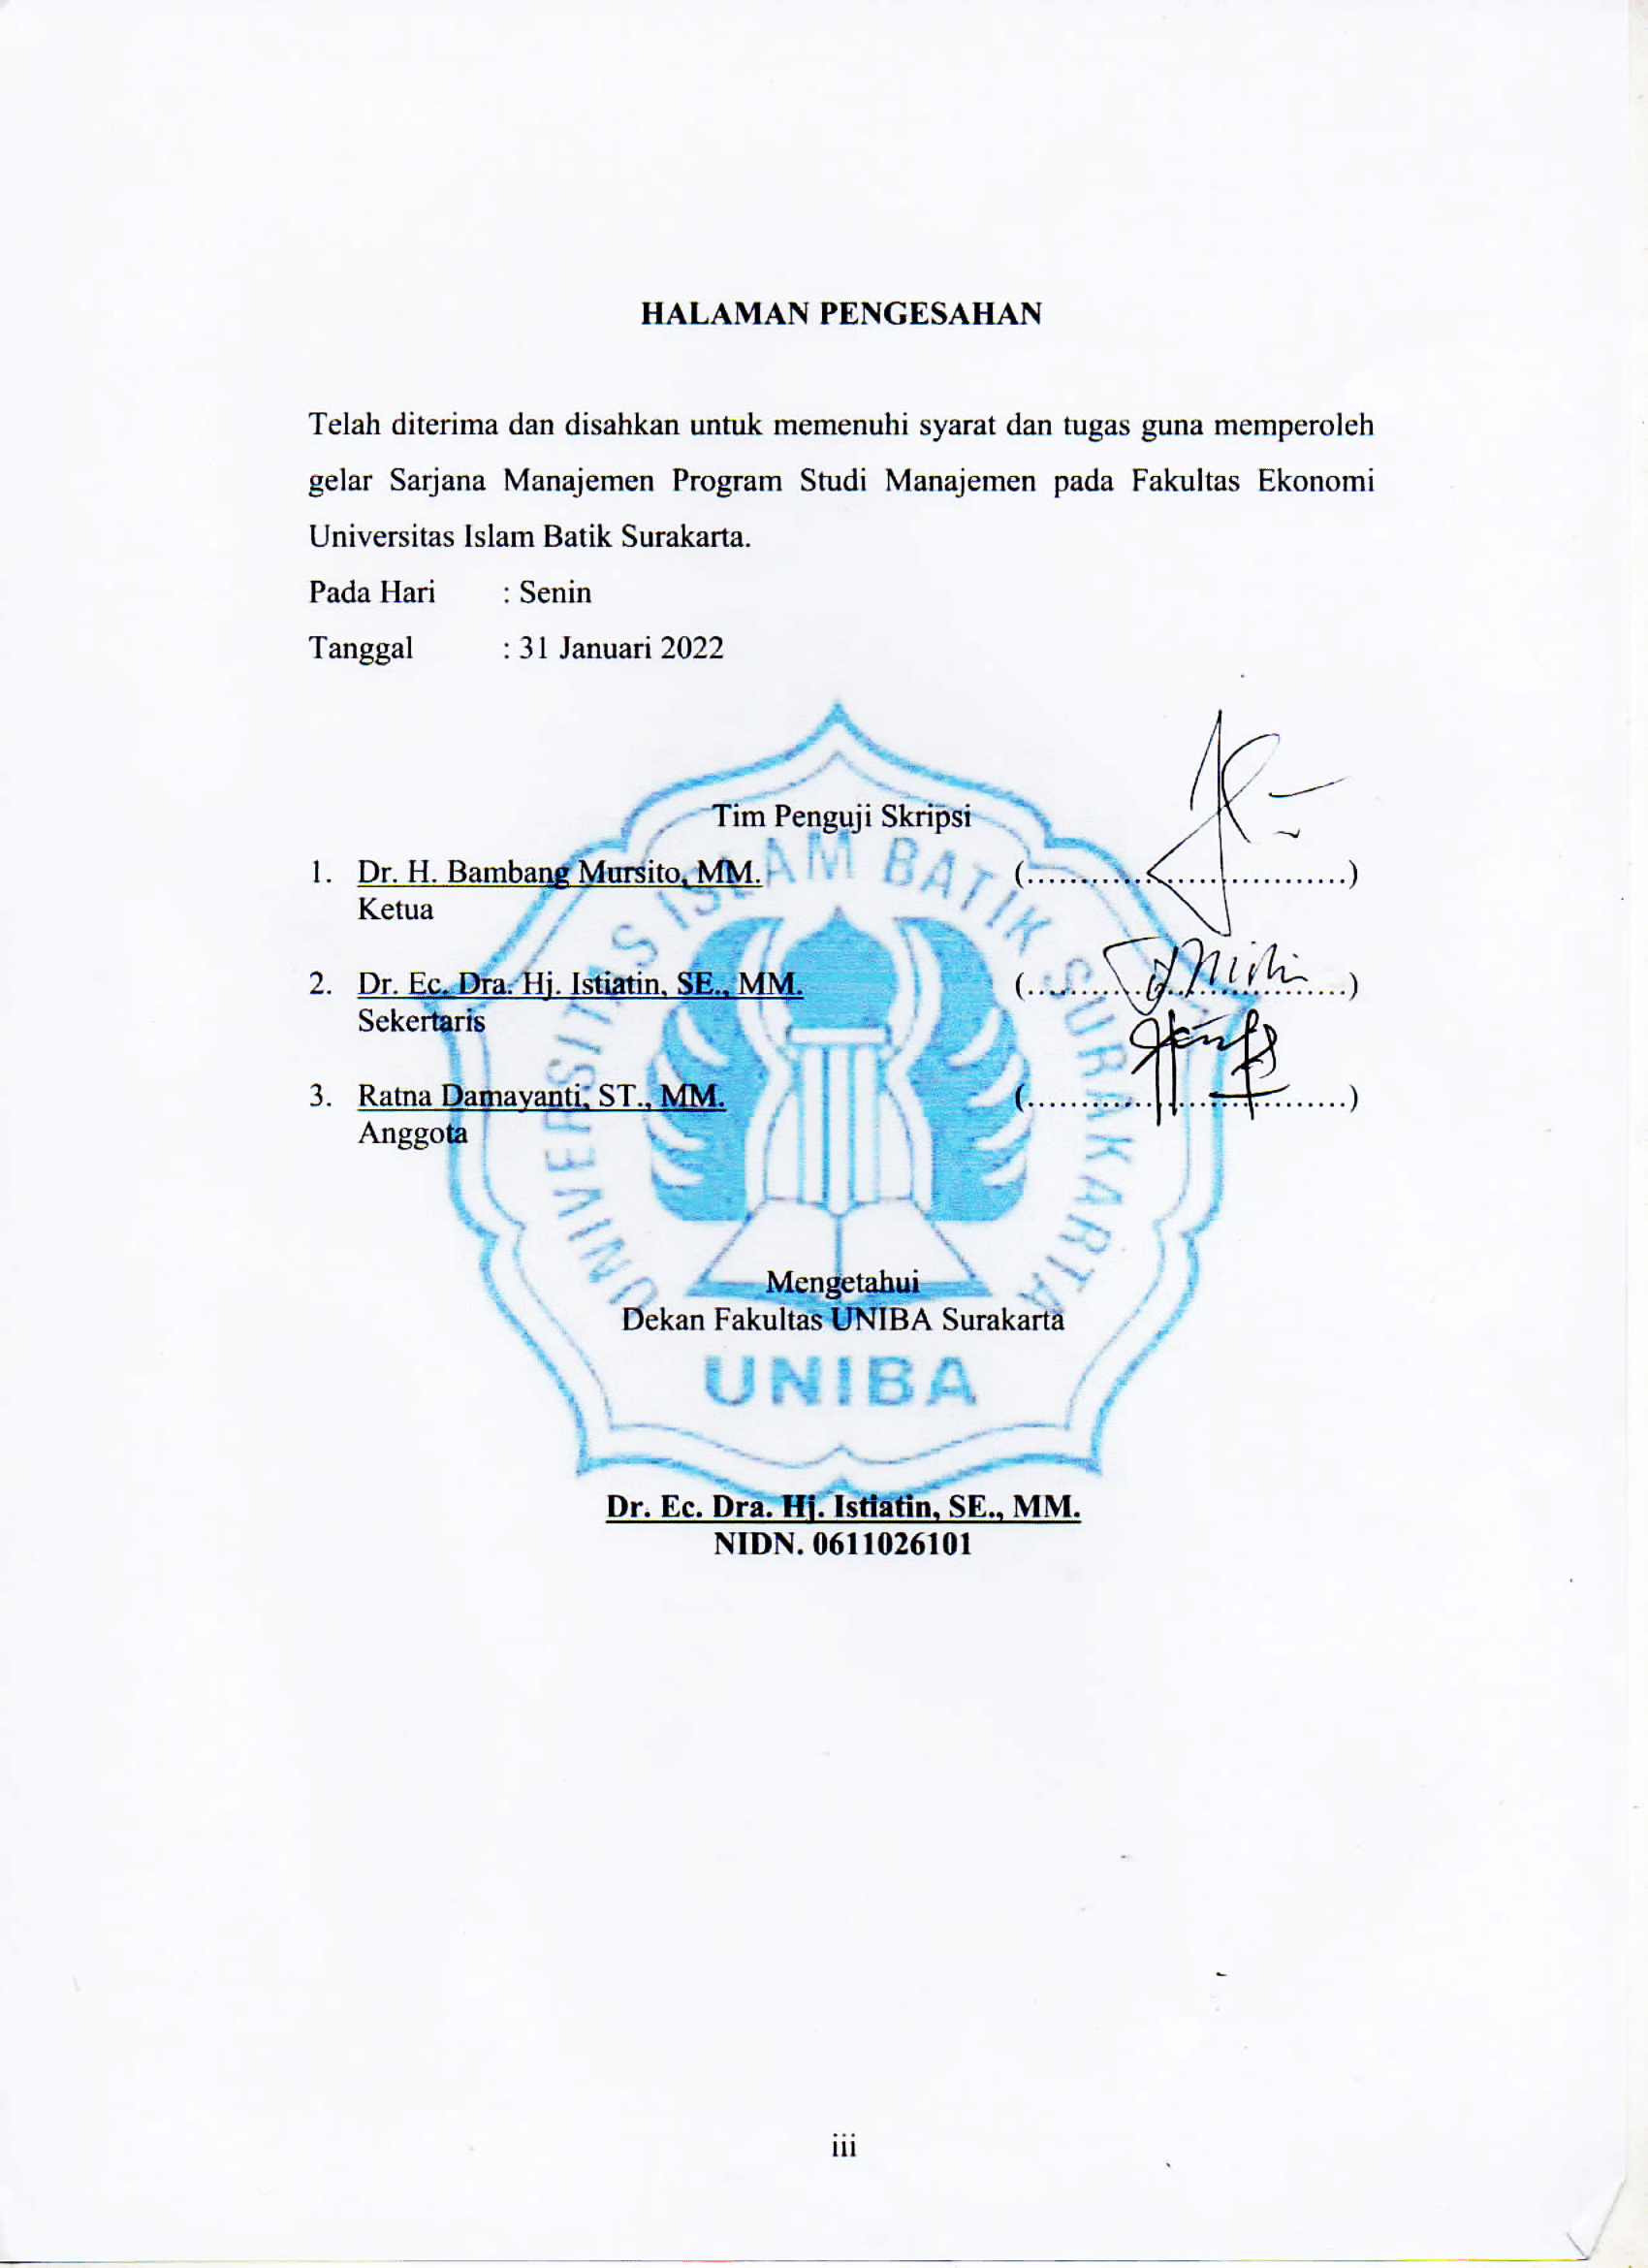 HALAMAN PENGESAHAN
Telah diterima dan disahkan untuk memenuhi syarat dan tugas guna memperoleh
gelar Sarjana Manajemen Program Studi Manajemen pada Fakultas Ekonomi
Universitas Islam Batik Surakarta.
Pada Hari : Senin
Tanggal : 31 Januari 2022
Tim Penguji Skripsi
1. Dr. H. Bambang Mursito, MM. (..................................)
Ketua
2. Dr. Ec. Dra. Hj. Istiatin, SE., MM. (..................................)
Sekertaris
3. Ratna Damayanti, ST., MM. (..................................)
Anggota
UNIVERSITAS ISLAM BATIK SURAKARTA
Mengetahui
Dekan Fakultas UNIBA Surakarta
UNIBA
Dr. Ec. Dra. Hj. Istiatin, SE., MM.
NIDN. 0611026101
iii